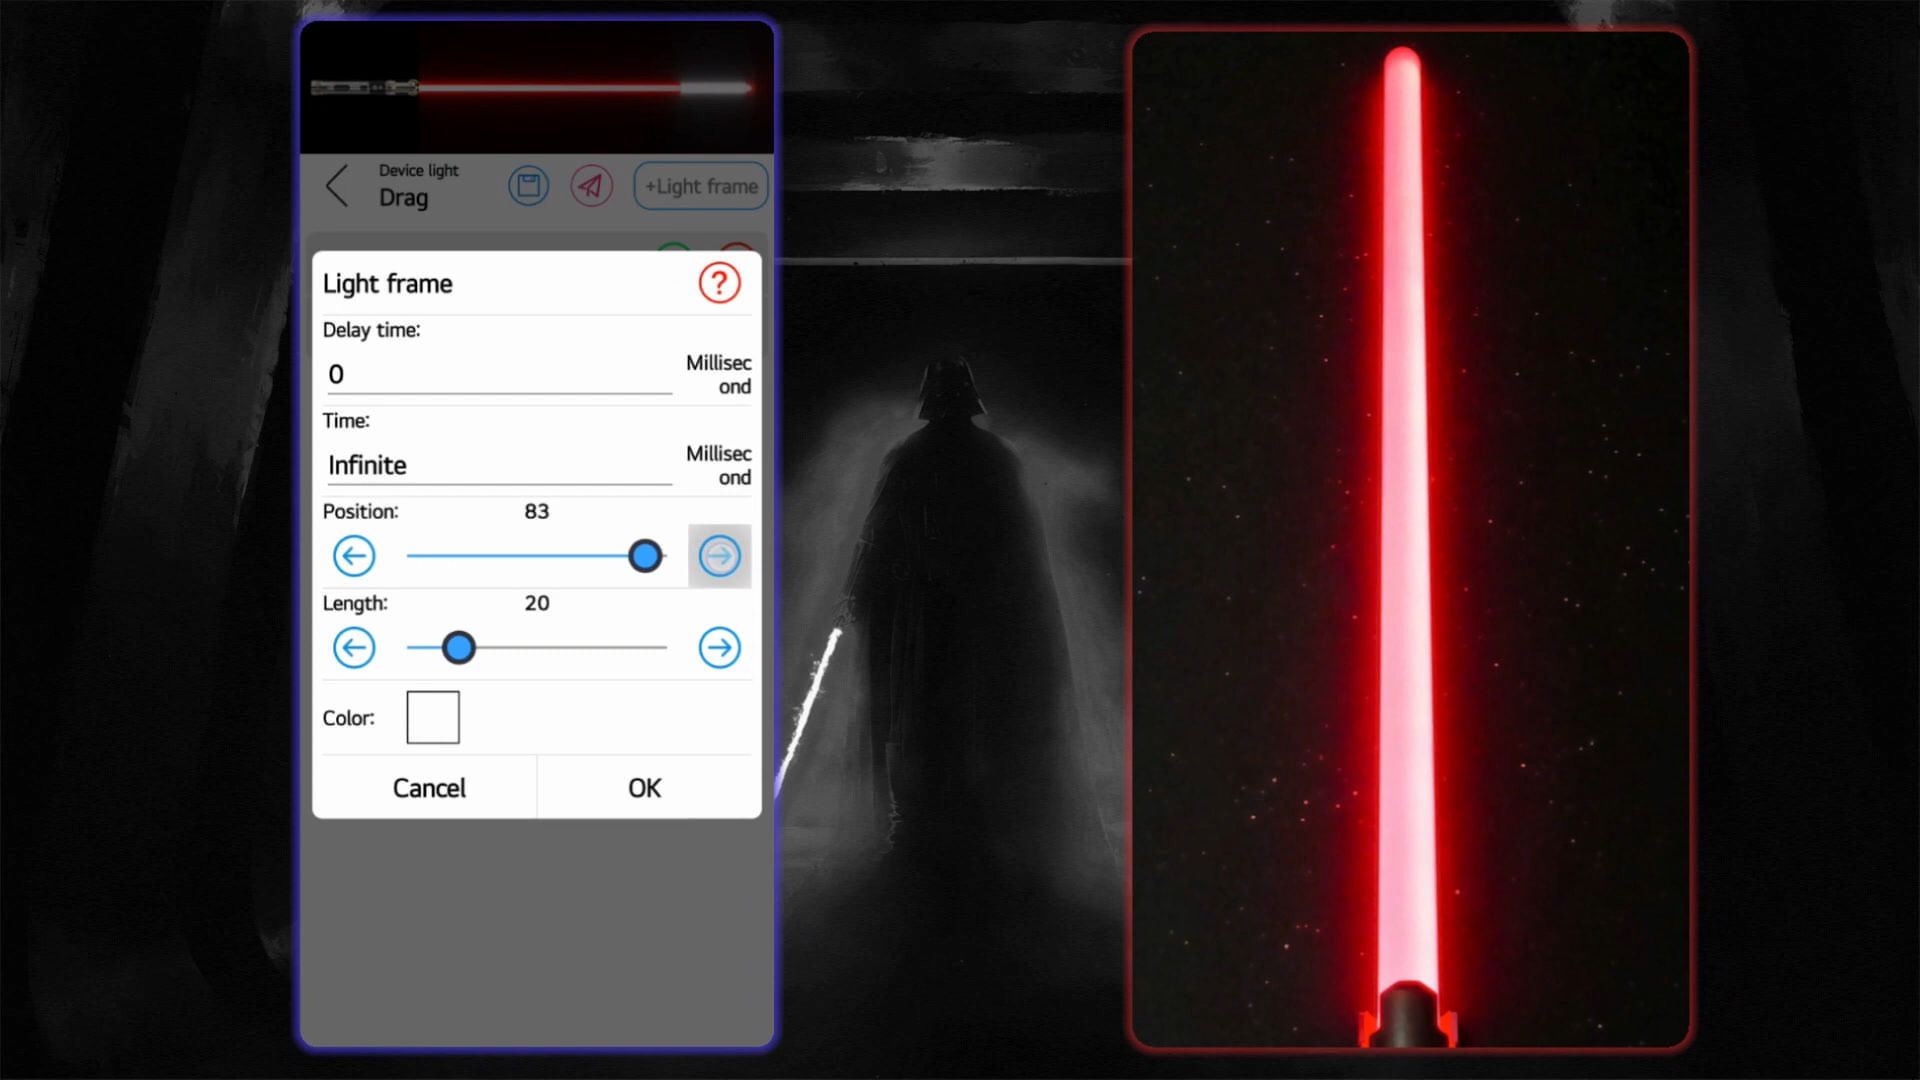 Device light
Drag
+Light frame
Light frame
?
Delay time:
0
Millisec
ond
Time:
Infinite
Millisec
ond
Position:
83
Length:
20
Color:
Cancel
OK